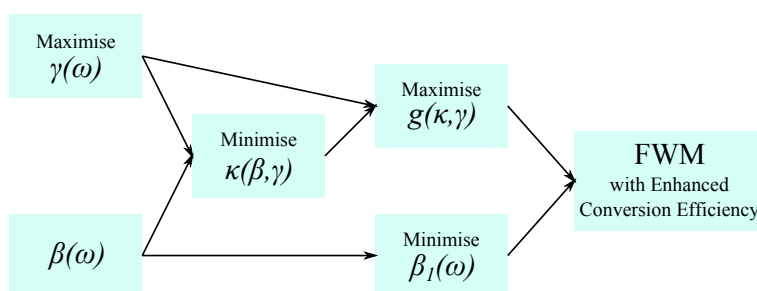 Maximise
γ(ω)
Minimise
κ(β,γ)
β(ω)
Maximise
g(κ,γ)
Minimise
β₁(ω)
FWM
with Enhanced
Conversion Efficiency